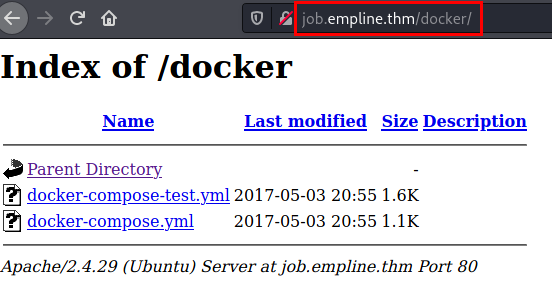 job.empline.thm/docker/
Index of /docker
Name Last modified Size Description
Parent Directory -
docker-compose-test.yml 2017-05-03 20:55 1.6K
docker-compose.yml 2017-05-03 20:55 1.1K
Apache/2.4.29 (Ubuntu) Server at job.empline.thm Port 80